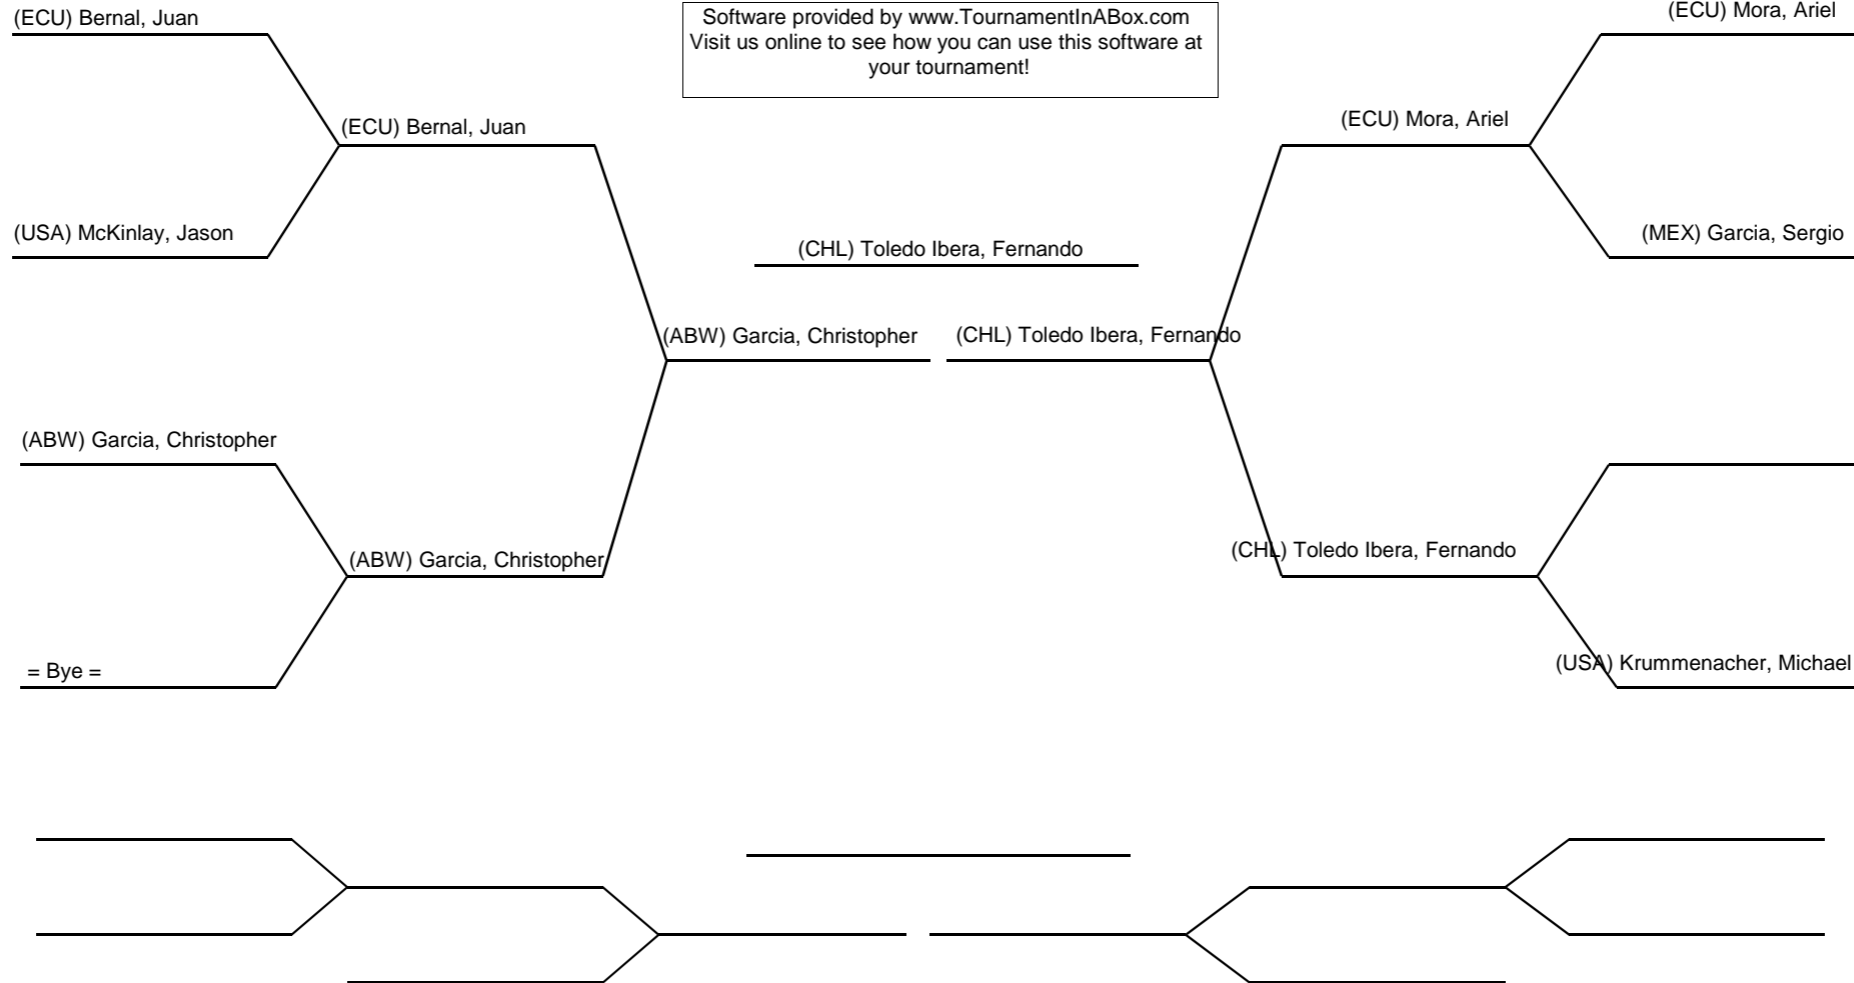 (ECU) Bernal, Juan
Software provided by www.TournamentInABox.com
Visit us online to see how you can use this software at
your tournament!
(ECU) Mora, Ariel
(ECU) Bernal, Juan
(ECU) Mora, Ariel
(USA) McKinlay, Jason
(CHL) Toledo Ibera, Fernando
(MEX) Garcia, Sergio
(ABW) Garcia, Christopher
(CHL) Toledo Ibera, Fernando
(ABW) Garcia, Christopher
(ABW) Garcia, Christopher
(CHL) Toledo Ibera, Fernando
= Bye =
(USA) Krummenacher, Michael